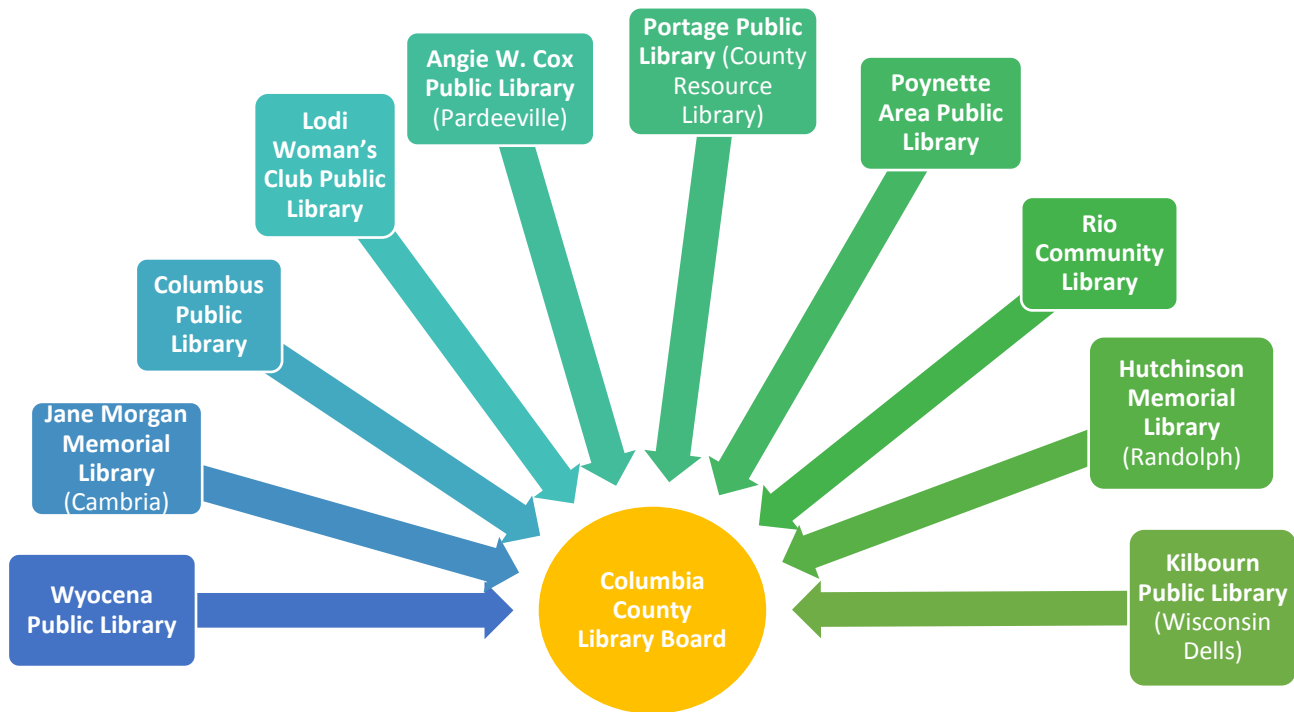 Wyocena
Public Library
Jane Morgan
Memorial
Library
(Cambria)
Columbus
Public
Library
Lodi
Woman’s
Club Public
Library
Angie W. Cox
Public Library
(Pardeeville)
Portage Public
Library (County
Resource
Library)
Poynette
Area Public
Library
Rio
Community
Library
Hutchinson
Memorial
Library
(Randolph)
Kilbourn
Public Library
(Wisconsin
Dells)
Columbia
County
Library Board